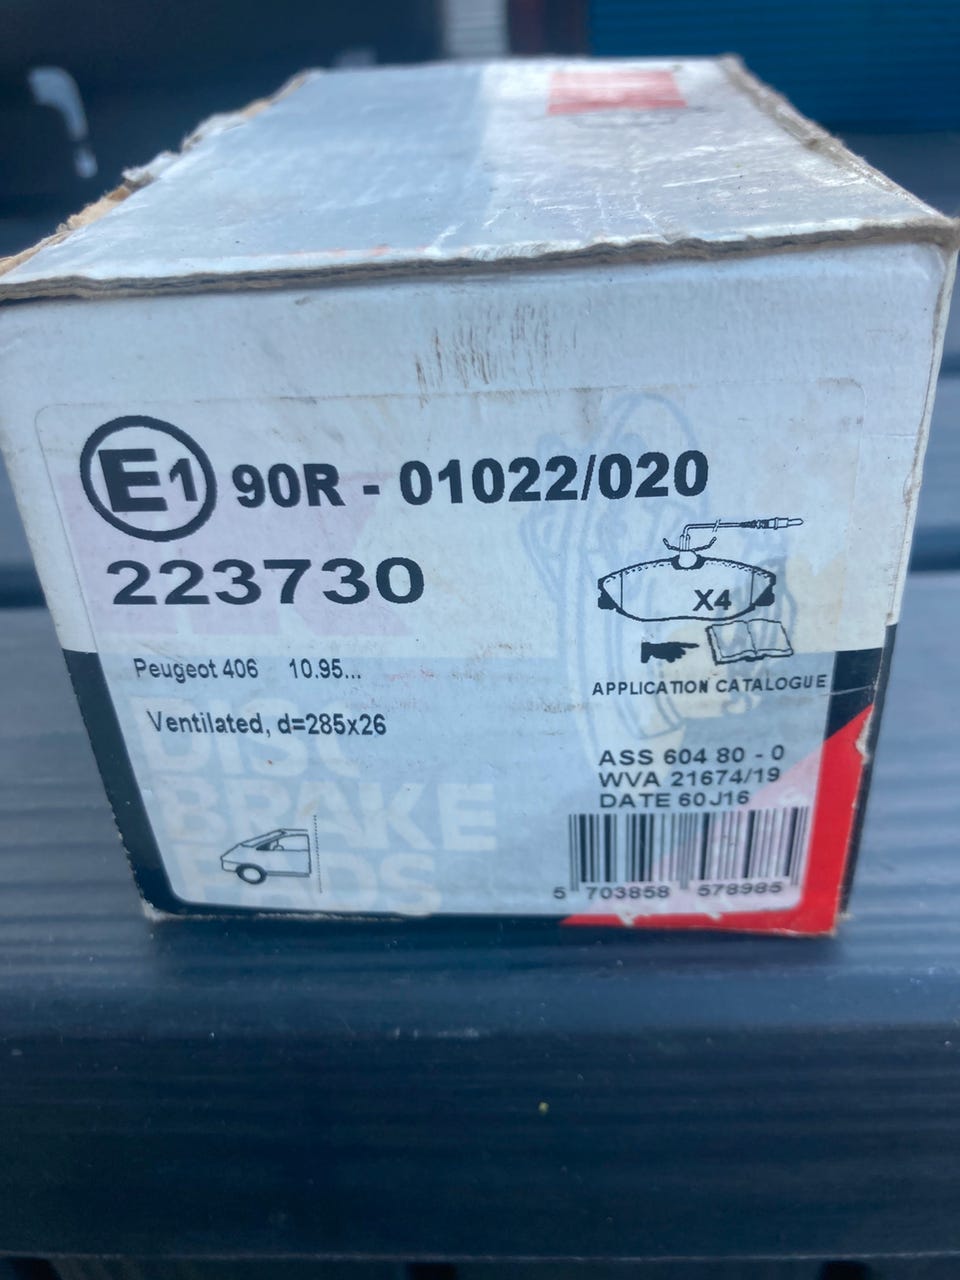 E1 90R - 01022/020
223730
X4
Peugeot 406 10.95...
APPLICATION CATALOGUE
Ventilated, d=285x26
ASS 604 80 - 0
WVA 21674/19
DATE 60J16
DISC
BRAKE
PADS
5 703858 578985